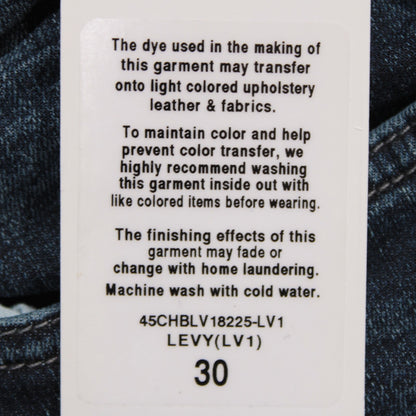 The dye used in the making of
this garment may transfer
onto light colored upholstery
leather & fabrics.
To maintain color and help
prevent color transfer, we
highly recommend washing
this garment inside out with
like colored items before wearing.
The finishing effects of this
garment may fade or
change with home laundering.
Machine wash with cold water.
45CHBLV18225-LV1
LEVY(LV1)
30